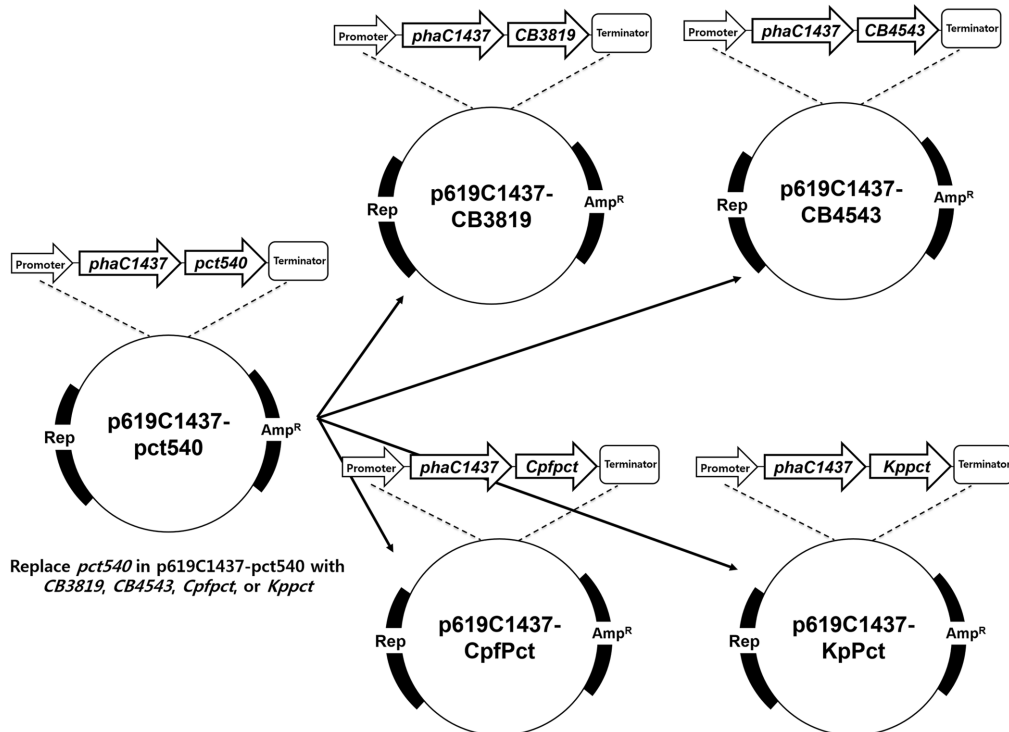 Promoter phaC1437 CB3819 Terminator
Rep
p619C1437-
CB3819
AmpR
Promoter phaC1437 CB4543 Terminator
Rep
p619C1437-
CB4543
AmpR
Promoter phaC1437 pct540 Terminator
Rep
p619C1437-
pct540
AmpR
Replace pct540 in p619C1437-pct540 with
CB3819, CB4543, Cpfpct, or Kppct
Promoter phaC1437 Cpfpct Terminator
Rep
p619C1437-
CpfPct
AmpR
Promoter phaC1437 Kppct Terminator
Rep
p619C1437-
KpPct
AmpR